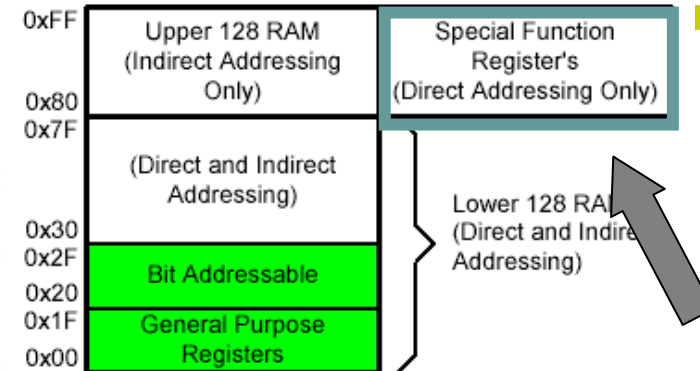 0xFF
Upper 128 RAM
(Indirect Addressing
Only)
0x80
Special Function
Register's
(Direct Addressing Only)
0x7F
(Direct and Indirect
Addressing)
0x30
0x2F
Bit Addressable
0x20
0x1F
General Purpose
Registers
0x00
Lower 128
(Direct and
Addressing)